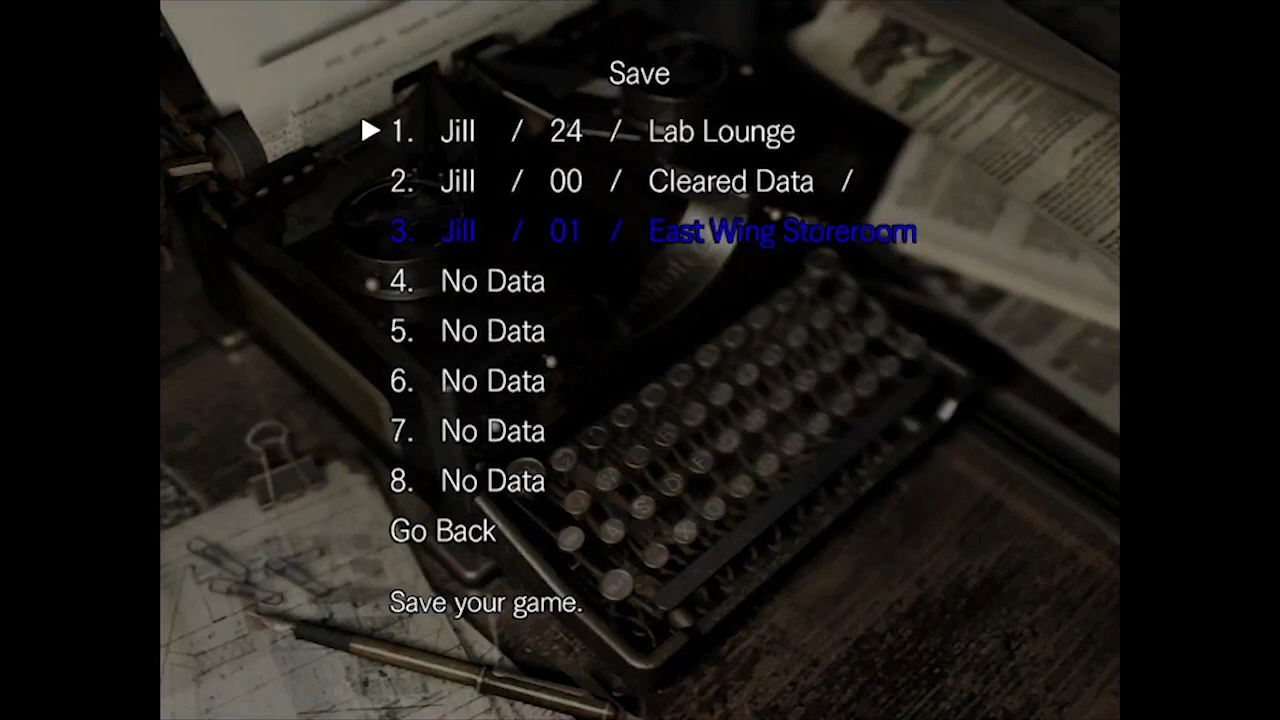 Save
1. Jill / 24 / Lab Lounge
2. Jill / 00 / Cleared Data /
3. Jill / 01 / East Wing Storeroom
4. No Data
5. No Data
6. No Data
7. No Data
8. No Data
Go Back
Save your game.